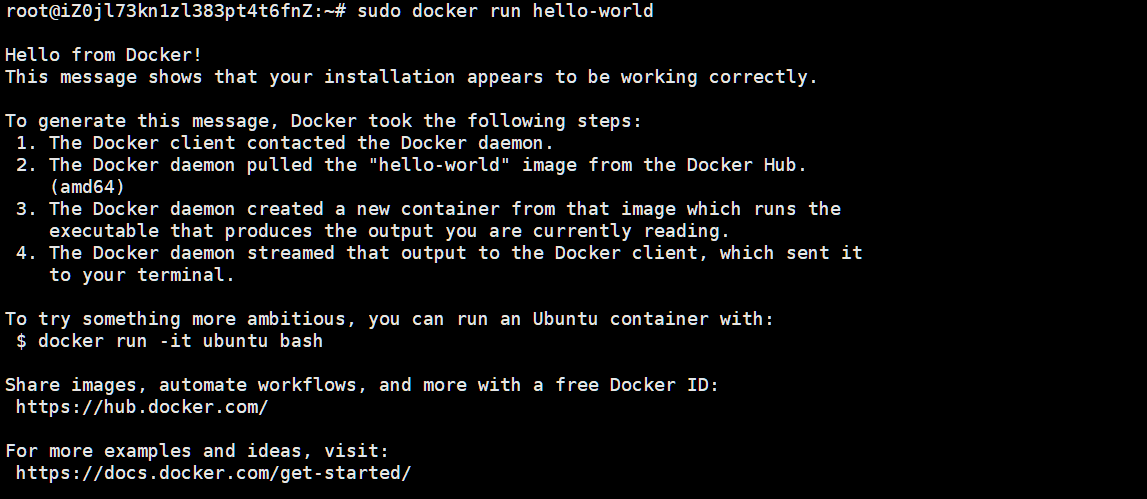 root@iZ0jl73kn1zl383pt4t6fnZ:~# sudo docker run hello-world
Hello from Docker!
This message shows that your installation appears to be working correctly.
To generate this message, Docker took the following steps:
1. The Docker client contacted the Docker daemon.
2. The Docker daemon pulled the "hello-world" image from the Docker Hub.
(amd64)
3. The Docker daemon created a new container from that image which runs the
executable that produces the output you are currently reading.
4. The Docker daemon streamed that output to the Docker client, which sent it
to your terminal.
To try something more ambitious, you can run an Ubuntu container with:
$ docker run -it ubuntu bash
Share images, automate workflows, and more with a free Docker ID:
https://hub.docker.com/
For more examples and ideas, visit:
https://docs.docker.com/get-started/